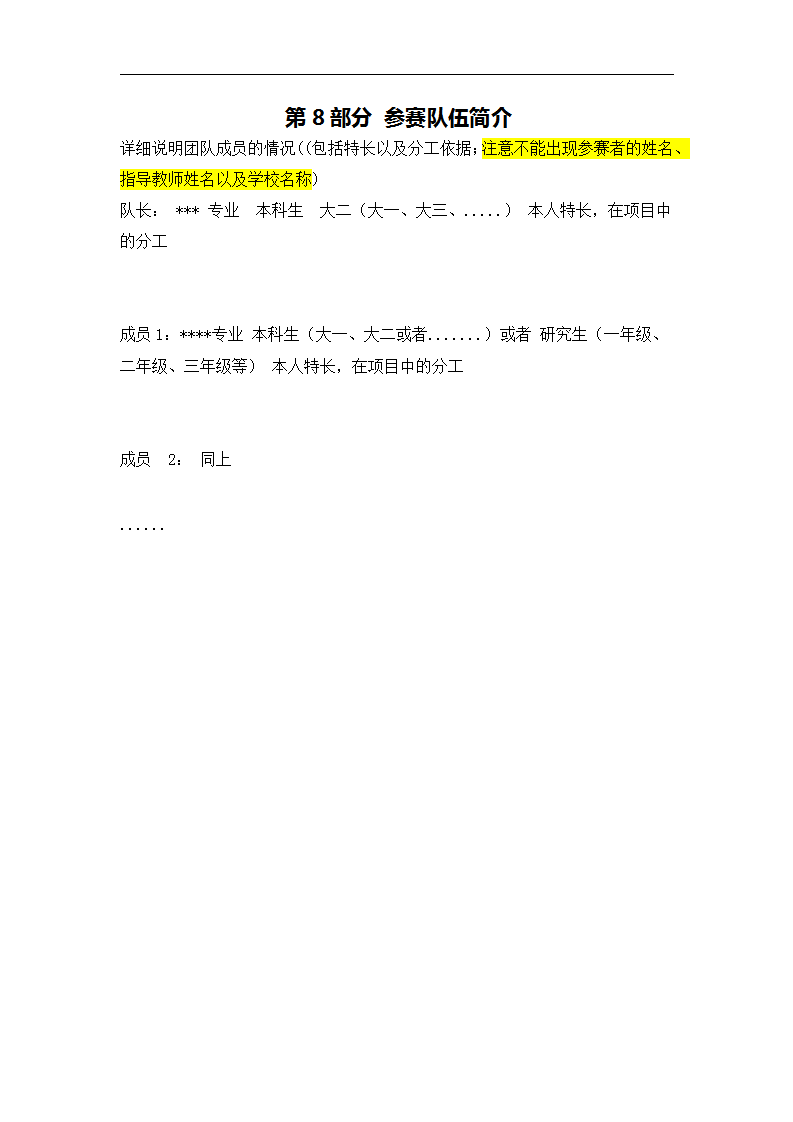 第 8 部分 参赛队伍简介
详细说明团队成员的情况((包括特长以及分工依据;注意不能出现参赛者的姓名、
指导教师姓名以及学校名称)
队长： *** 专业 本科生 大二（大一、大三、.....） 本人特长，在项目中
的分工
成员 1：****专业 本科生（大一、大二或者.......）或者 研究生（一年级、
二年级、三年级等） 本人特长，在项目中的分工
成员 2： 同上
......